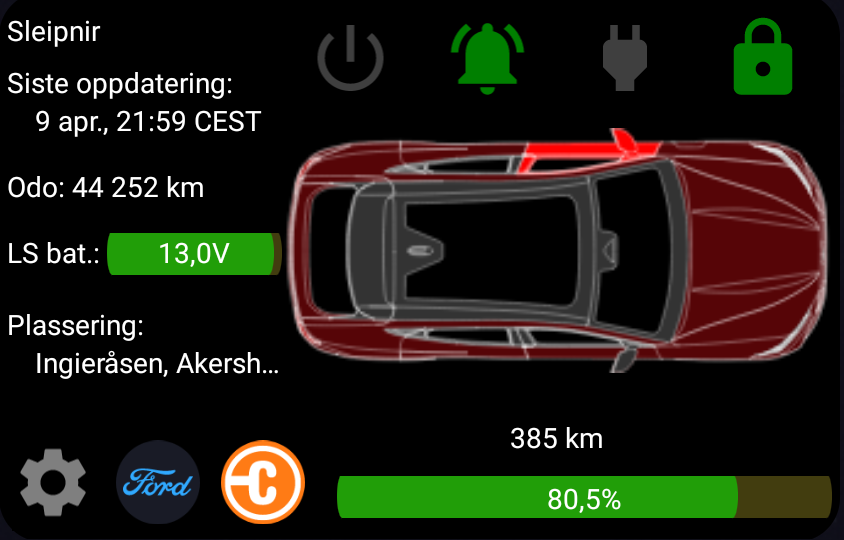 Sleipnir
Siste oppdatering:
9 apr., 21:59 CEST
Odo: 44 252 km
LS bat.: 13,0V
Plassering:
Ingieråsen, Akersh...
385 km
Ford
C
80,5%